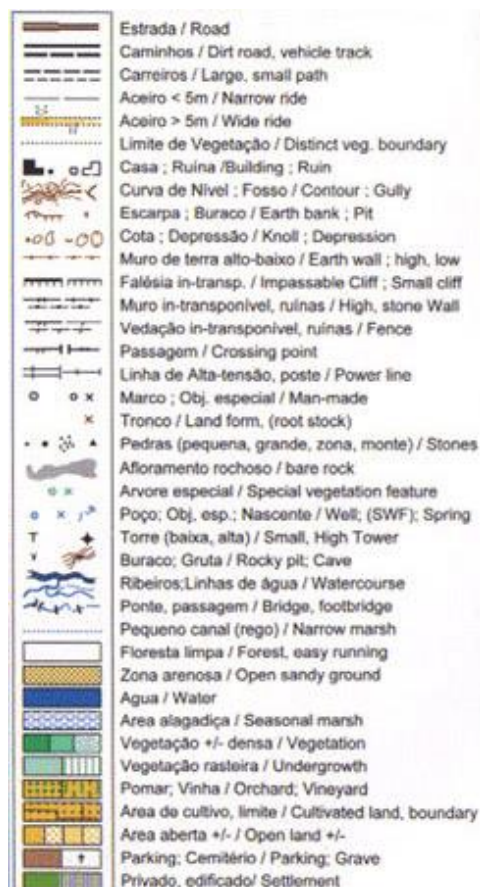 Estrada / Road
Caminhos / Dirt road, vehicle track
Carreiros / Large, small path
Aceiro < 5m / Narrow ride
Aceiro > 5m / Wide ride
Limite de Vegetação / Distinct veg. boundary
Casa ; Ruína /Building ; Ruin
Curva de Nível ; Fosso / Contour ; Gully
Escarpa ; Buraco / Earth bank ; Pit
Cota ; Depressão / Knoll ; Depression
Muro de terra alto-baixo / Earth wall ; high, low
Falésia in-transp. / Impassable Cliff ; Small cliff
Muro in-transponível, ruínas / High, stone Wall
Vedação in-transponível, ruínas / Fence
Passagem / Crossing point
Linha de Alta-tensão, poste / Power line
Marco ; Obj. especial / Man-made
Tronco / Land form, (root stock)
Pedras (pequena, grande, zona, monte) / Stones
Afloramento rochoso / bare rock
Arvore especial / Special vegetation feature
Poço; Obj. esp.; Nascente / Well; (SWF); Spring
Torre (baixa, alta) / Small, High Tower
Buraco; Gruta / Rocky pit; Cave
Ribeiros;Linhas de água / Watercourse
Ponte, passagem / Bridge, footbridge
Pequeno canal (rego) / Narrow marsh
Floresta limpa / Forest, easy running
Zona arenosa / Open sandy ground
Agua / Water
Area alagadiça / Seasonal marsh
Vegetação +/- densa / Vegetation
Vegetação rasteira / Undergrowth
Pomar; Vinha / Orchard; Vineyard
Area de cultivo, limite / Cultivated land, boundary
Area aberta +/- / Open land +/-
Parking; Cemitério / Parking; Grave
Privado, edificado/ Settlement